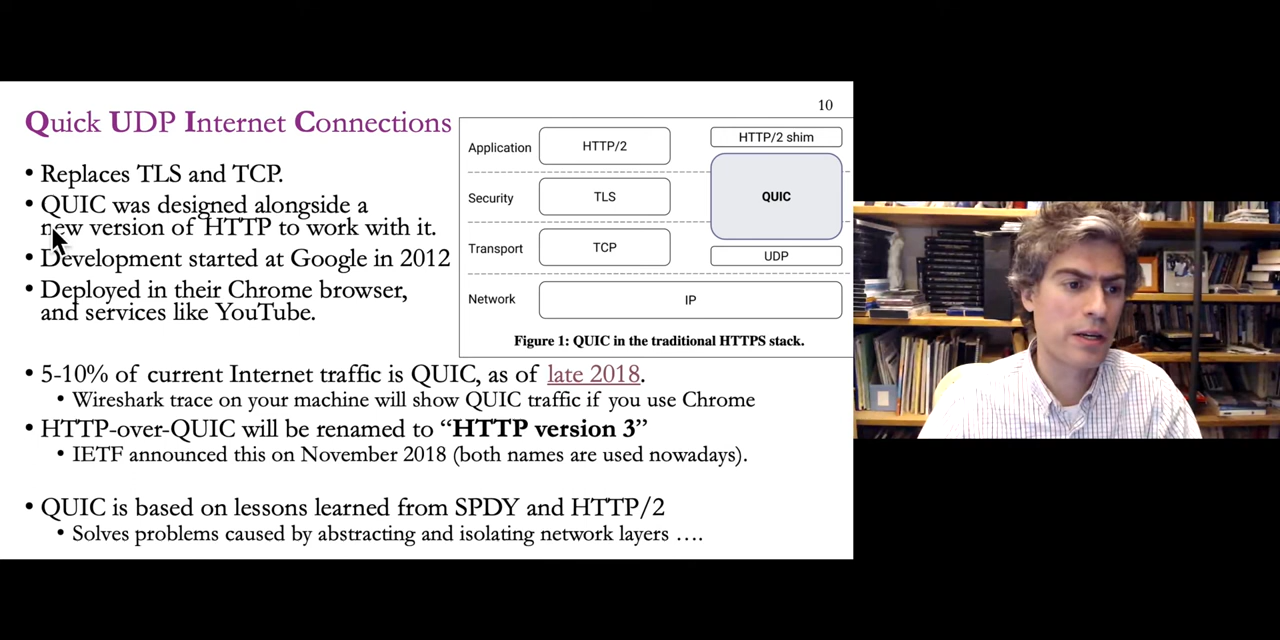 10
Quick UDP Internet Connections
• Replaces TLS and TCP.
• QUIC was designed alongside a
new version of HTTP to work with it.
• Development started at Google in 2012
• Deployed in their Chrome browser,
and services like YouTube.
Application
HTTP/2
HTTP/2 shim
Security
TLS
QUIC
Transport
TCP
UDP
Network
IP
Figure 1: QUIC in the traditional HTTPS stack.
• 5-10% of current Internet traffic is QUIC, as of late 2018.
• Wireshark trace on your machine will show QUIC traffic if you use Chrome
• HTTP-over-QUIC will be renamed to “HTTP version 3”
• IETF announced this on November 2018 (both names are used nowadays).
• QUIC is based on lessons learned from SPDY and HTTP/2
• Solves problems caused by abstracting and isolating network layers ….